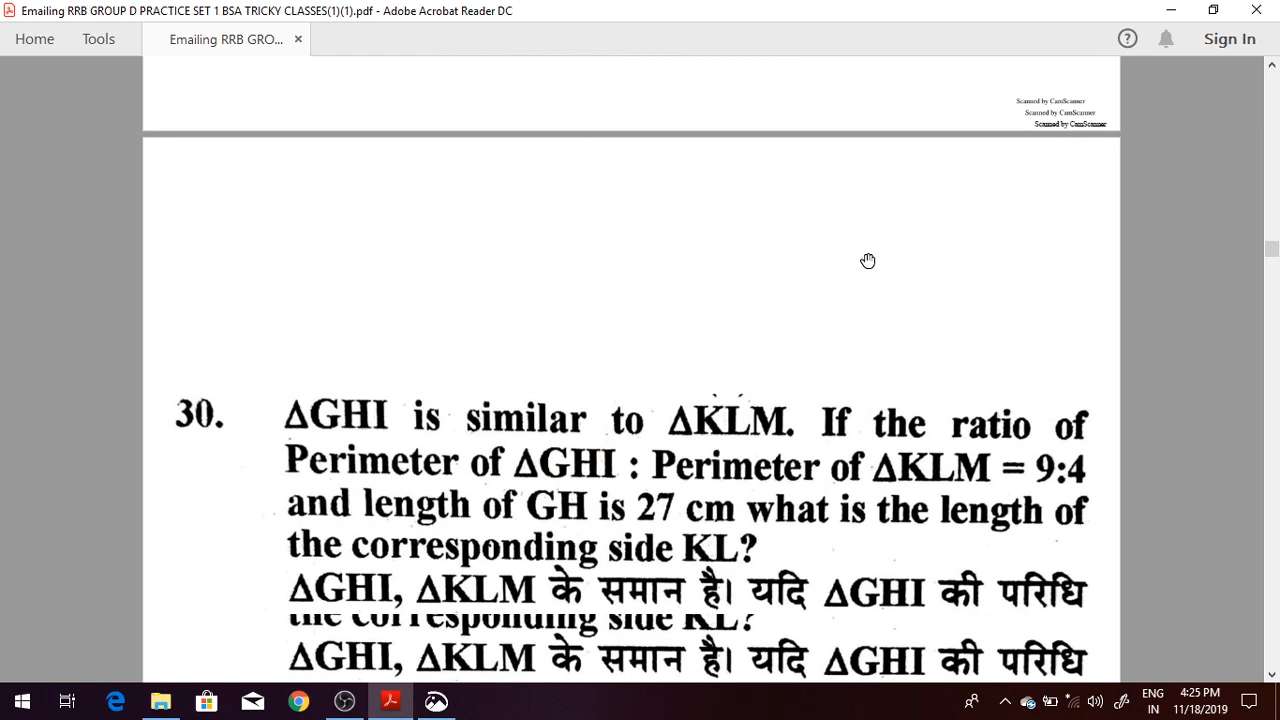 Emailing RRB GROUP D PRACTICE SET 1 BSA TRICKY CLASSES(1)(1).pdf - Adobe Acrobat Reader DC
Home Tools Emailing RRB GRO... × Sign In
Scanned by CamScanner
Scanned by CamScanner
Scanned by CamScanner
30. ΔGHI is similar to ΔKLM. If the ratio of
Perimeter of ΔGHI : Perimeter of ΔKLM = 9:4
and length of GH is 27 cm what is the length of
the corresponding side KL?
ΔGHI, ΔKLM के समान है। यदि ΔGHI की परिधि
the corresponding side KL?
ΔGHI, ΔKLM के समान है। यदि ΔGHI की परिधि
ENG 4:25 PM
IN 11/18/2019